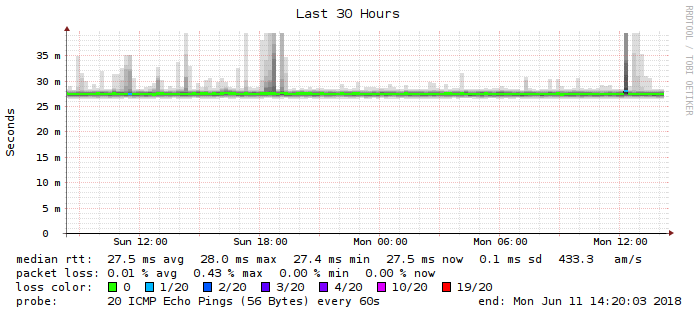 Last 30 Hours
RRDTOOL / TOBI OETIKER
Seconds
35 m
30 m
25 m
20 m
15 m
10 m
5 m
0
Sun 12:00 Sun 18:00 Mon 00:00 Mon 06:00 Mon 12:00
median rtt: 27.5 ms avg 28.0 ms max 27.4 ms min 27.5 ms now 0.1 ms sd 433.3 am/s
packet loss: 0.01 % avg 0.43 % max 0.00 % min 0.00 % now
loss color: 0 1/20 2/20 3/20 4/20 10/20 19/20
probe: 20 ICMP Echo Pings (56 Bytes) every 60s end: Mon Jun 11 14:20:03 2018